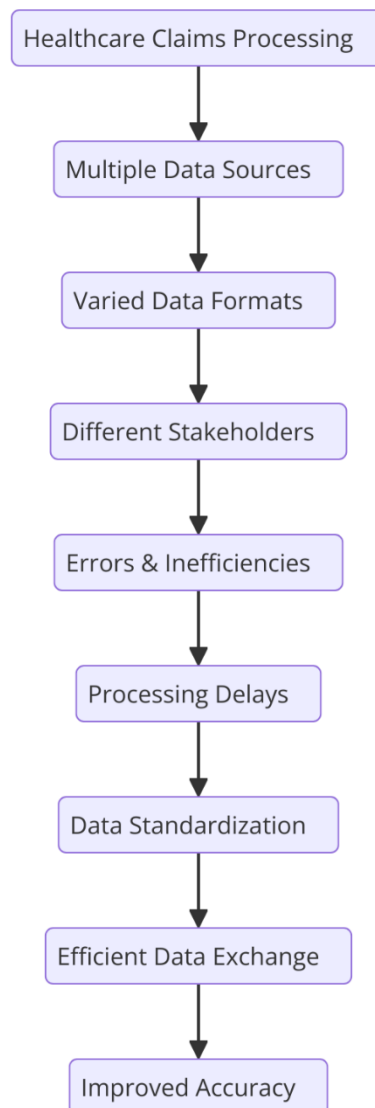 Healthcare Claims Processing
Multiple Data Sources
Varied Data Formats
Different Stakeholders
Errors & Inefficiencies
Processing Delays
Data Standardization
Efficient Data Exchange
Improved Accuracy